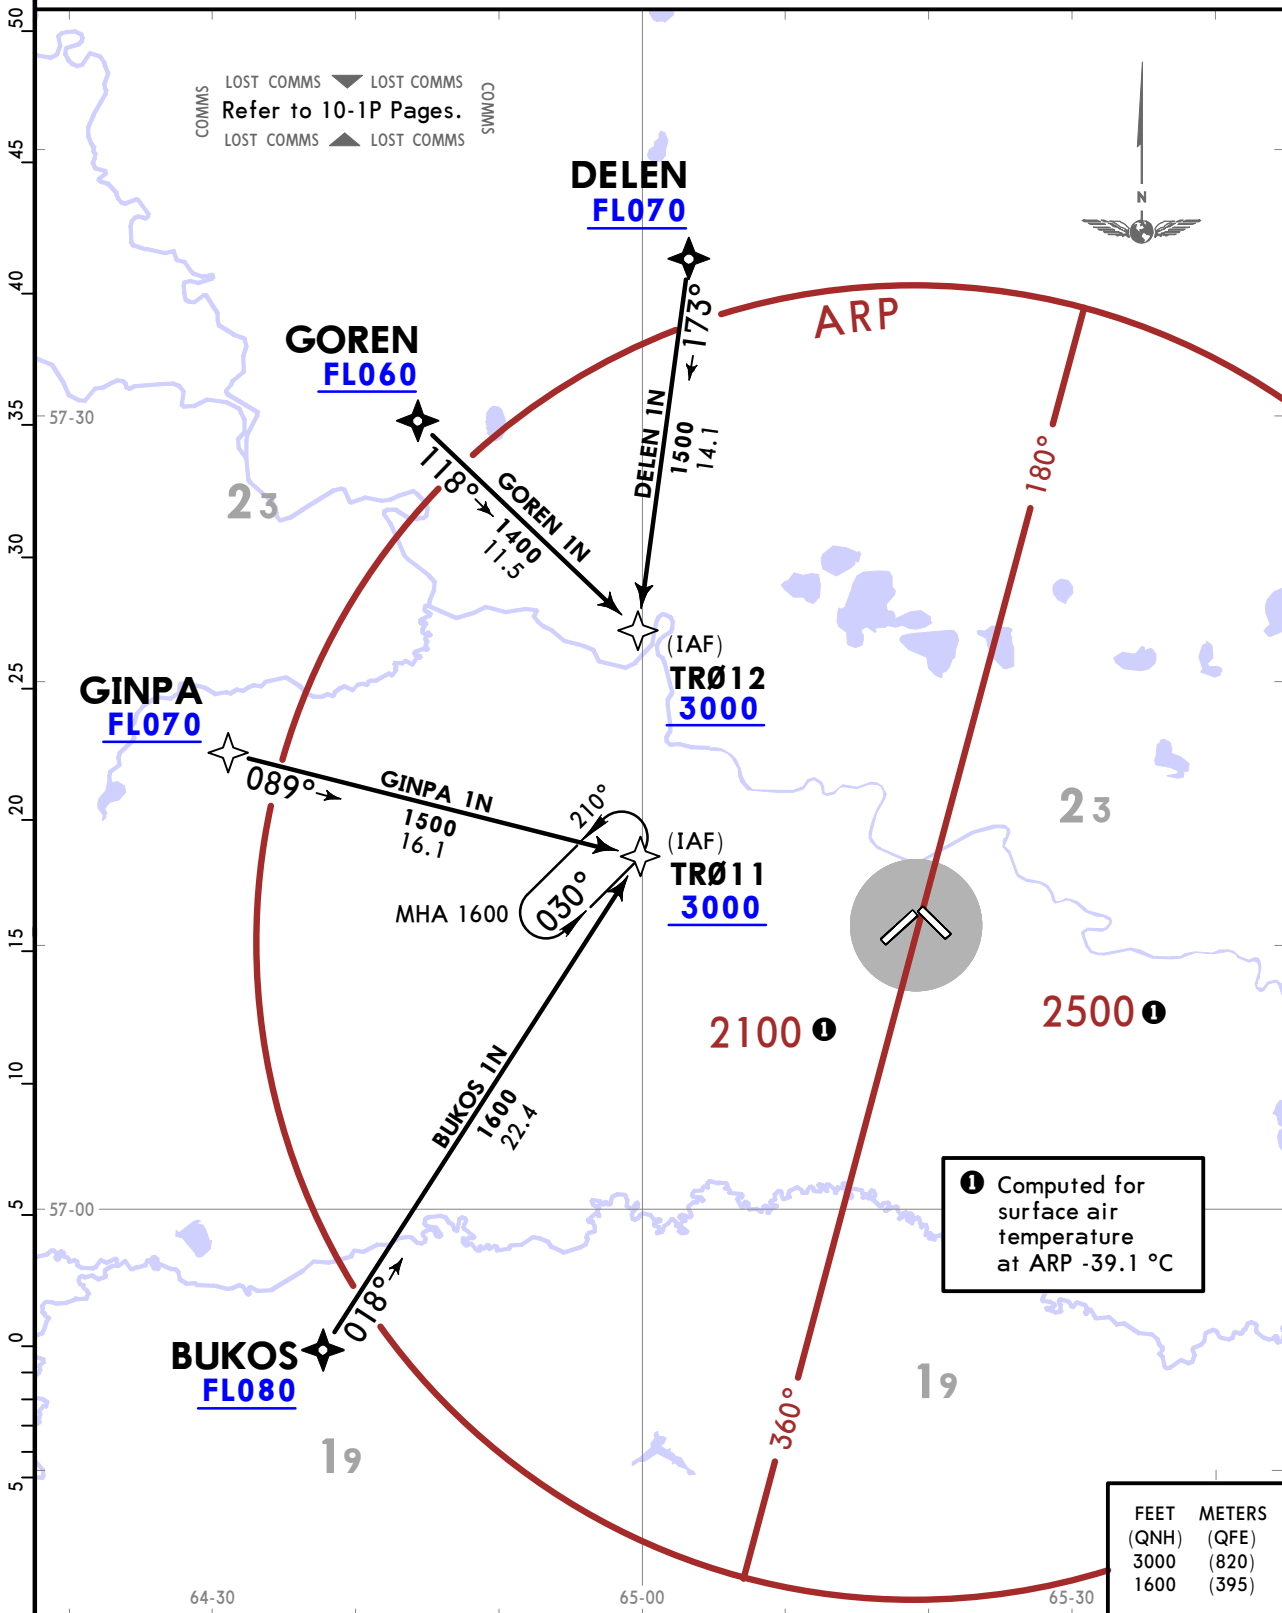 50
45
40
35
30
25
20
15
10
5
0
5
LOST COMMS LOST COMMS
COMMS
Refer to 10-1P Pages.
COMMS
LOST COMMS LOST COMMS
N
DELEN
FL070
173°
DELEN 1N
1500
14.1
ARP
GOREN
FL060
118°
GOREN 1N
1400
11.5
57-30
23
180°
(IAF)
TRØ12
3000
GINPA
FL070
089°
GINPA 1N
1500
16.1
210°
030°
MHA 1600
(IAF)
TRØ11
3000
23
2100 1
2500 1
BUKOS 1N
1600
22.4
018°
57-00
1 Computed for
surface air
temperature
at ARP -39.1 °C
BUKOS
FL080
19
19
360°
FEET METERS
(QNH) (QFE)
3000 (820)
1600 (395)
64-30
65-00
65-30